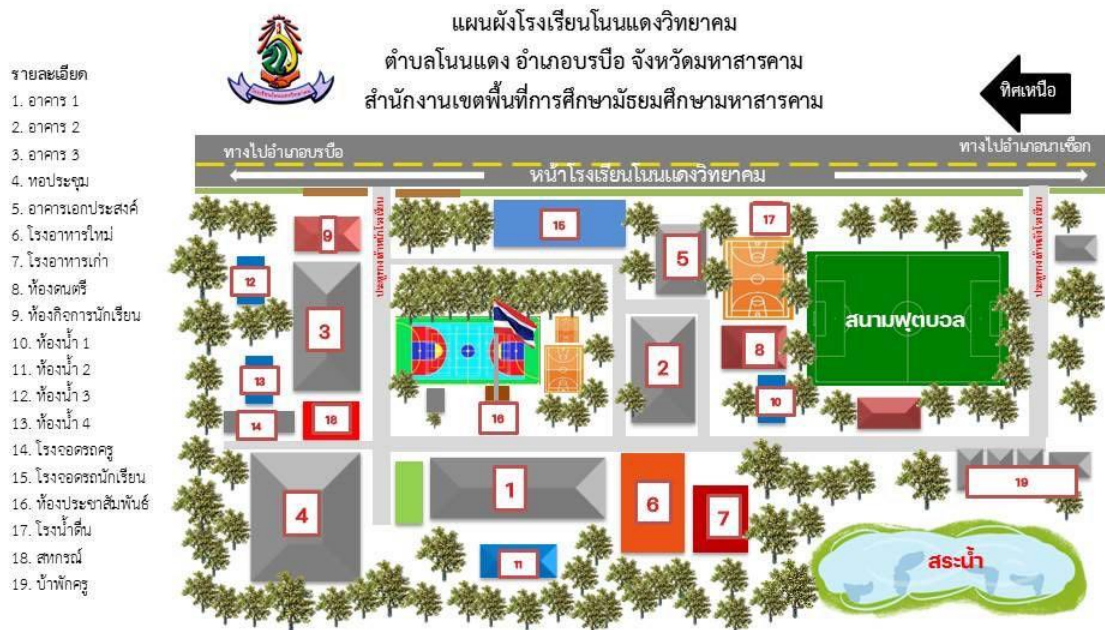 แผนผังโรงเรียนโนนแดงวิทยาคม
ตำบลโนนแดง อำเภอบรบือ จังหวัดมหาสารคาม
สำนักงานเขตพื้นที่การศึกษามัธยมศึกษามหาสารคาม
ทิศเหนือ
รายละเอียด
1. อาคาร 1
2. อาคาร 2
3. อาคาร 3
4. หอประชุม
5. อาคารเอกประสงค์
6. โรงอาหารใหม่
7. โรงอาหารเก่า
8. ห้องดนตรี
9. ห้องกิจการนักเรียน
10. ห้องน้ำ 1
11. ห้องน้ำ 2
12. ห้องน้ำ 3
13. ห้องน้ำ 4
14. โรงจอดรถครู
15. โรงจอดรถนักเรียน
16. ห้องประชาสัมพันธ์
17. โรงน้ำดื่ม
18. สหกรณ์
19. บ้าพักครู
ทางไปอำเภอบรบือ
หน้าโรงเรียนโนนแดงวิทยาคม
ทางไปอำเภอนาเชือก
9
15
17
5
12
3
สนามฟุตบอล
2
8
13
10
14
18
16
4
1
6
7
19
11
สระน้ำ